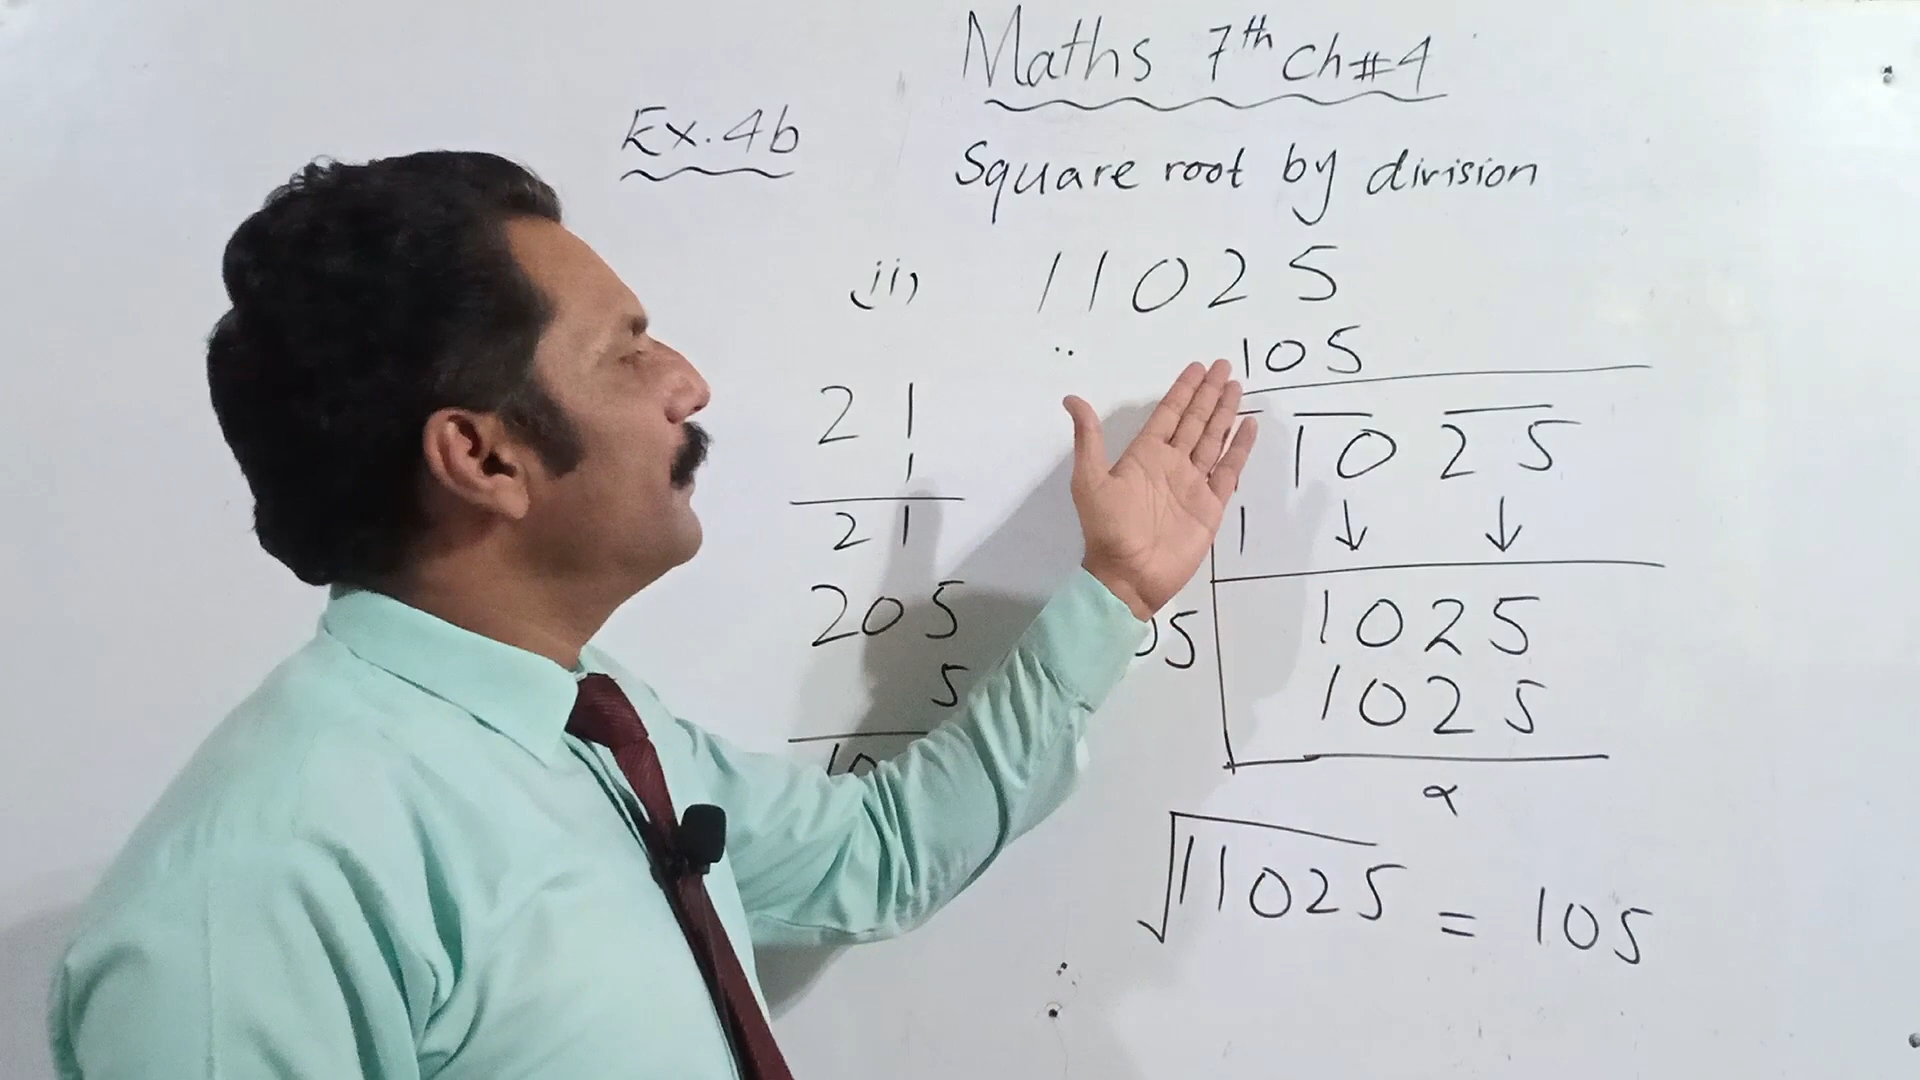 Maths 7th Ch#4
Ex.4b
Square root by division
(ii) 11025
105
21
1
21
10 25
1
205
5
05
1025
1025
√11025 = 105